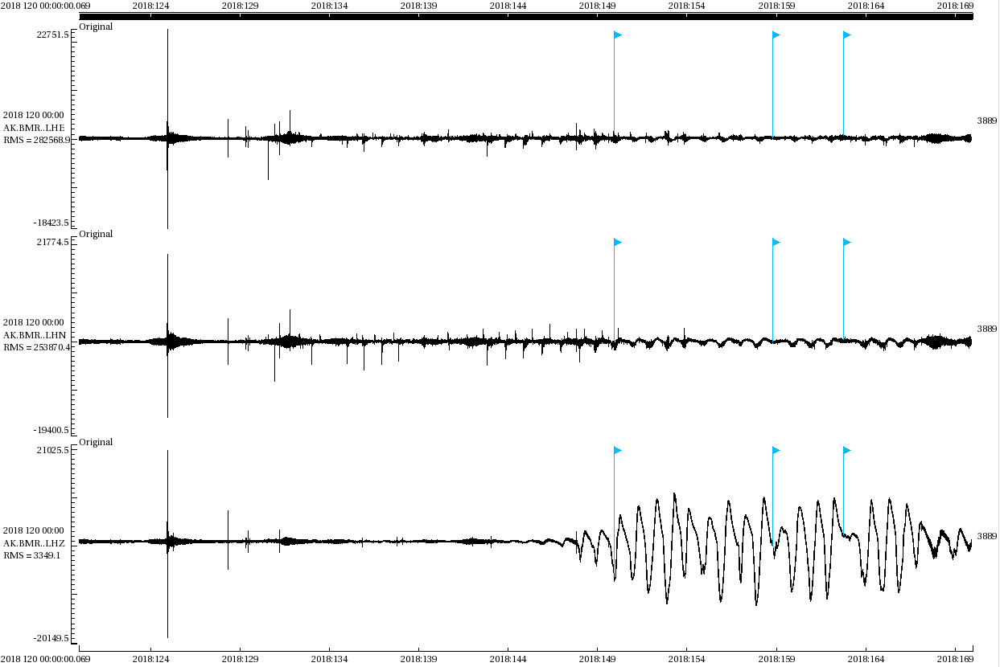 2018 120 00:00:00.069 2018:124 2018:129 2018:134 2018:139 2018:144 2018:149 2018:154 2018:159 2018:164 2018:169
Original
22751.5
2018 120 00:00
AK.BMR..LHE
RMS = 282568.9
3889
-18423.5
Original
21774.5
2018 120 00:00
AK.BMR..LHN
RMS = 253870.4
3889
-19400.5
Original
21025.5
2018 120 00:00
AK.BMR..LHZ
RMS = 3349.1
3889
-20149.5
2018 120 00:00:00.069 2018:124 2018:129 2018:134 2018:139 2018:144 2018:149 2018:154 2018:159 2018:164 2018:169